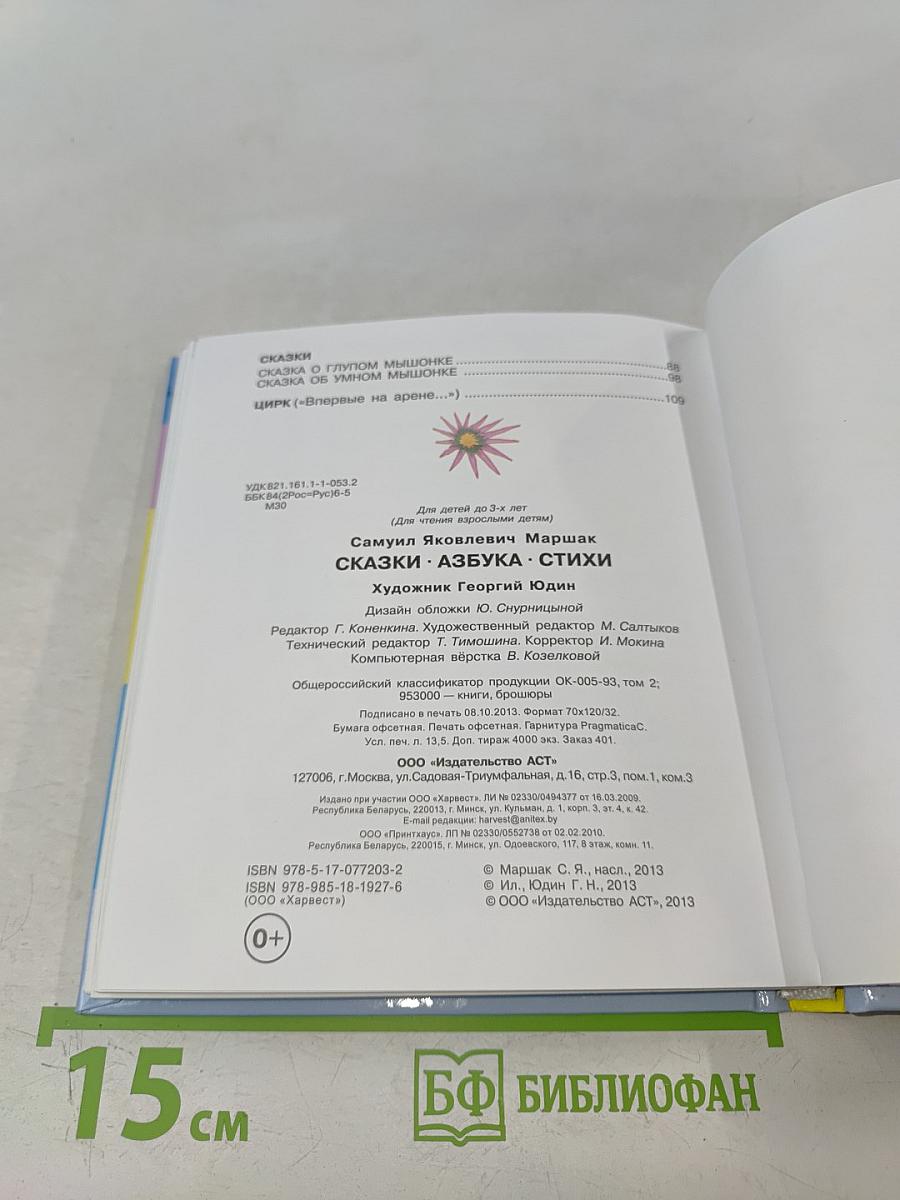 СКАЗКИ
СКАЗКА О ГЛУПОМ МЫШОНКЕ ........................................88
СКАЗКА ОБ УМНОМ МЫШОНКЕ ........................................98
ЦИРК («Впервые на арене...») ........................................109
УДК 821.161.1-1-053.2
ББК 84(2Рос=Рус)6-5
М30
Для детей до 3-х лет
(Для чтения взрослыми детям)
Самуил Яковлевич Маршак
СКАЗКИ · АЗБУКА · СТИХИ
Художник Георгий Юдин
Дизайн обложки Ю. Снурницыной
Редактор Г. Коненкина. Художественный редактор М. Салтыков
Технический редактор Т. Тимошина. Корректор И. Мокина
Компьютерная вёрстка В. Козелковой
Общероссийский классификатор продукции ОК-005-93, том 2;
953000 — книги, брошюры
Подписано в печать 08.10.2013. Формат 70x120/32.
Бумага офсетная. Печать офсетная. Гарнитура PragmaticaC.
Усл. печ. л. 13,5. Доп. тираж 4000 экз. Заказ 401.
ООО «Издательство АСТ»
127006, г.Москва, ул.Садовая-Триумфальная, д.16, стр.3, пом.1, ком.3
Издано при участии ООО «Харвест». ЛИ № 02330/0494377 от 16.03.2009.
Республика Беларусь, 220013, г. Минск, ул. Кульман, д. 1, корп. 3, эт. 4, к. 42.
E-mail редакции: harvest@anitex.by
ООО «Принтхаус». ЛП № 02330/0552738 от 02.02.2010.
Республика Беларусь, 220015, г. Минск, ул. Одоевского, 117, 8 этаж, комн. 11.
ISBN 978-5-17-077203-2
ISBN 978-985-18-1927-6
(ООО «Харвест»)
© Маршак С. Я., насл., 2013
© Ил., Юдин Г. Н., 2013
© ООО «Издательство АСТ», 2013
0+
15 см
БФ БИБЛИОФАН